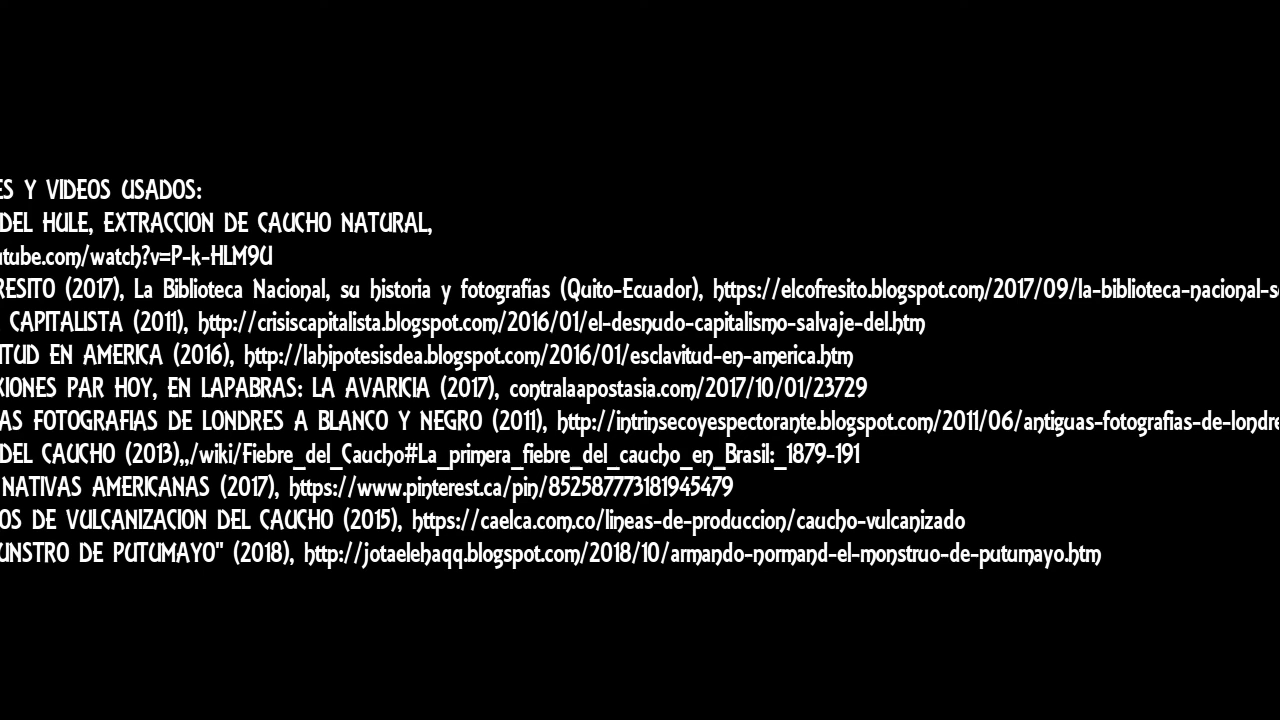 ES Y VIDEOS USADOS:
DEL HULE, EXTRACCION DE CAUCHO NATURAL,
utube.com/watch?v=P-k-HLM9U
RESITO (2017), La Biblioteca Nacional, su historia y fotografías (Quito-Ecuador), https://elcofresito.blogspot.com/2017/09/la-biblioteca-nacional-s
CAPITALISTA (2011), http://crisiscapitalista.blogspot.com/2016/01/el-desnudo-capitalismo-salvaje-del.htm
ITUD EN AMERICA (2016), http://lahipotesisdea.blogspot.com/2016/01/esclavitud-en-america.htm
XIONES PAR HOY, EN LAPABRAS: LA AVARICIA (2017), contralaapostasia.com/2017/10/01/23729
AS FOTOGRAFIAS DE LONDRES A BLANCO Y NEGRO (2011), http://intrinsecoyespectorante.blogspot.com/2011/06/antiguas-fotografias-de-londre
DEL CAUCHO (2013),,/wiki/Fiebre_del_Caucho#La_primera_fiebre_del_caucho_en_Brasil:_1879-191
NATIVAS AMERICANAS (2017), https://www.pinterest.ca/pin/852587773181945479
OS DE VULCANIZACION DEL CAUCHO (2015), https://caelca.com.co/lineas-de-produccion/caucho-vulcanizado
UNSTRO DE PUTUMAYO" (2018), http://jotaelehaqq.blogspot.com/2018/10/armando-normand-el-monstruo-de-putumayo.htm